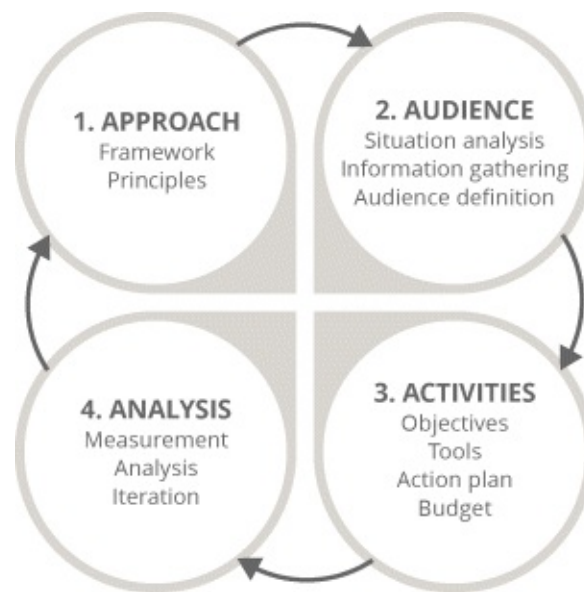 1. APPROACH
Framework
Principles
2. AUDIENCE
Situation analysis
Information gathering
Audience definition
3. ACTIVITIES
Objectives
Tools
Action plan
Budget
4. ANALYSIS
Measurement
Analysis
Iteration